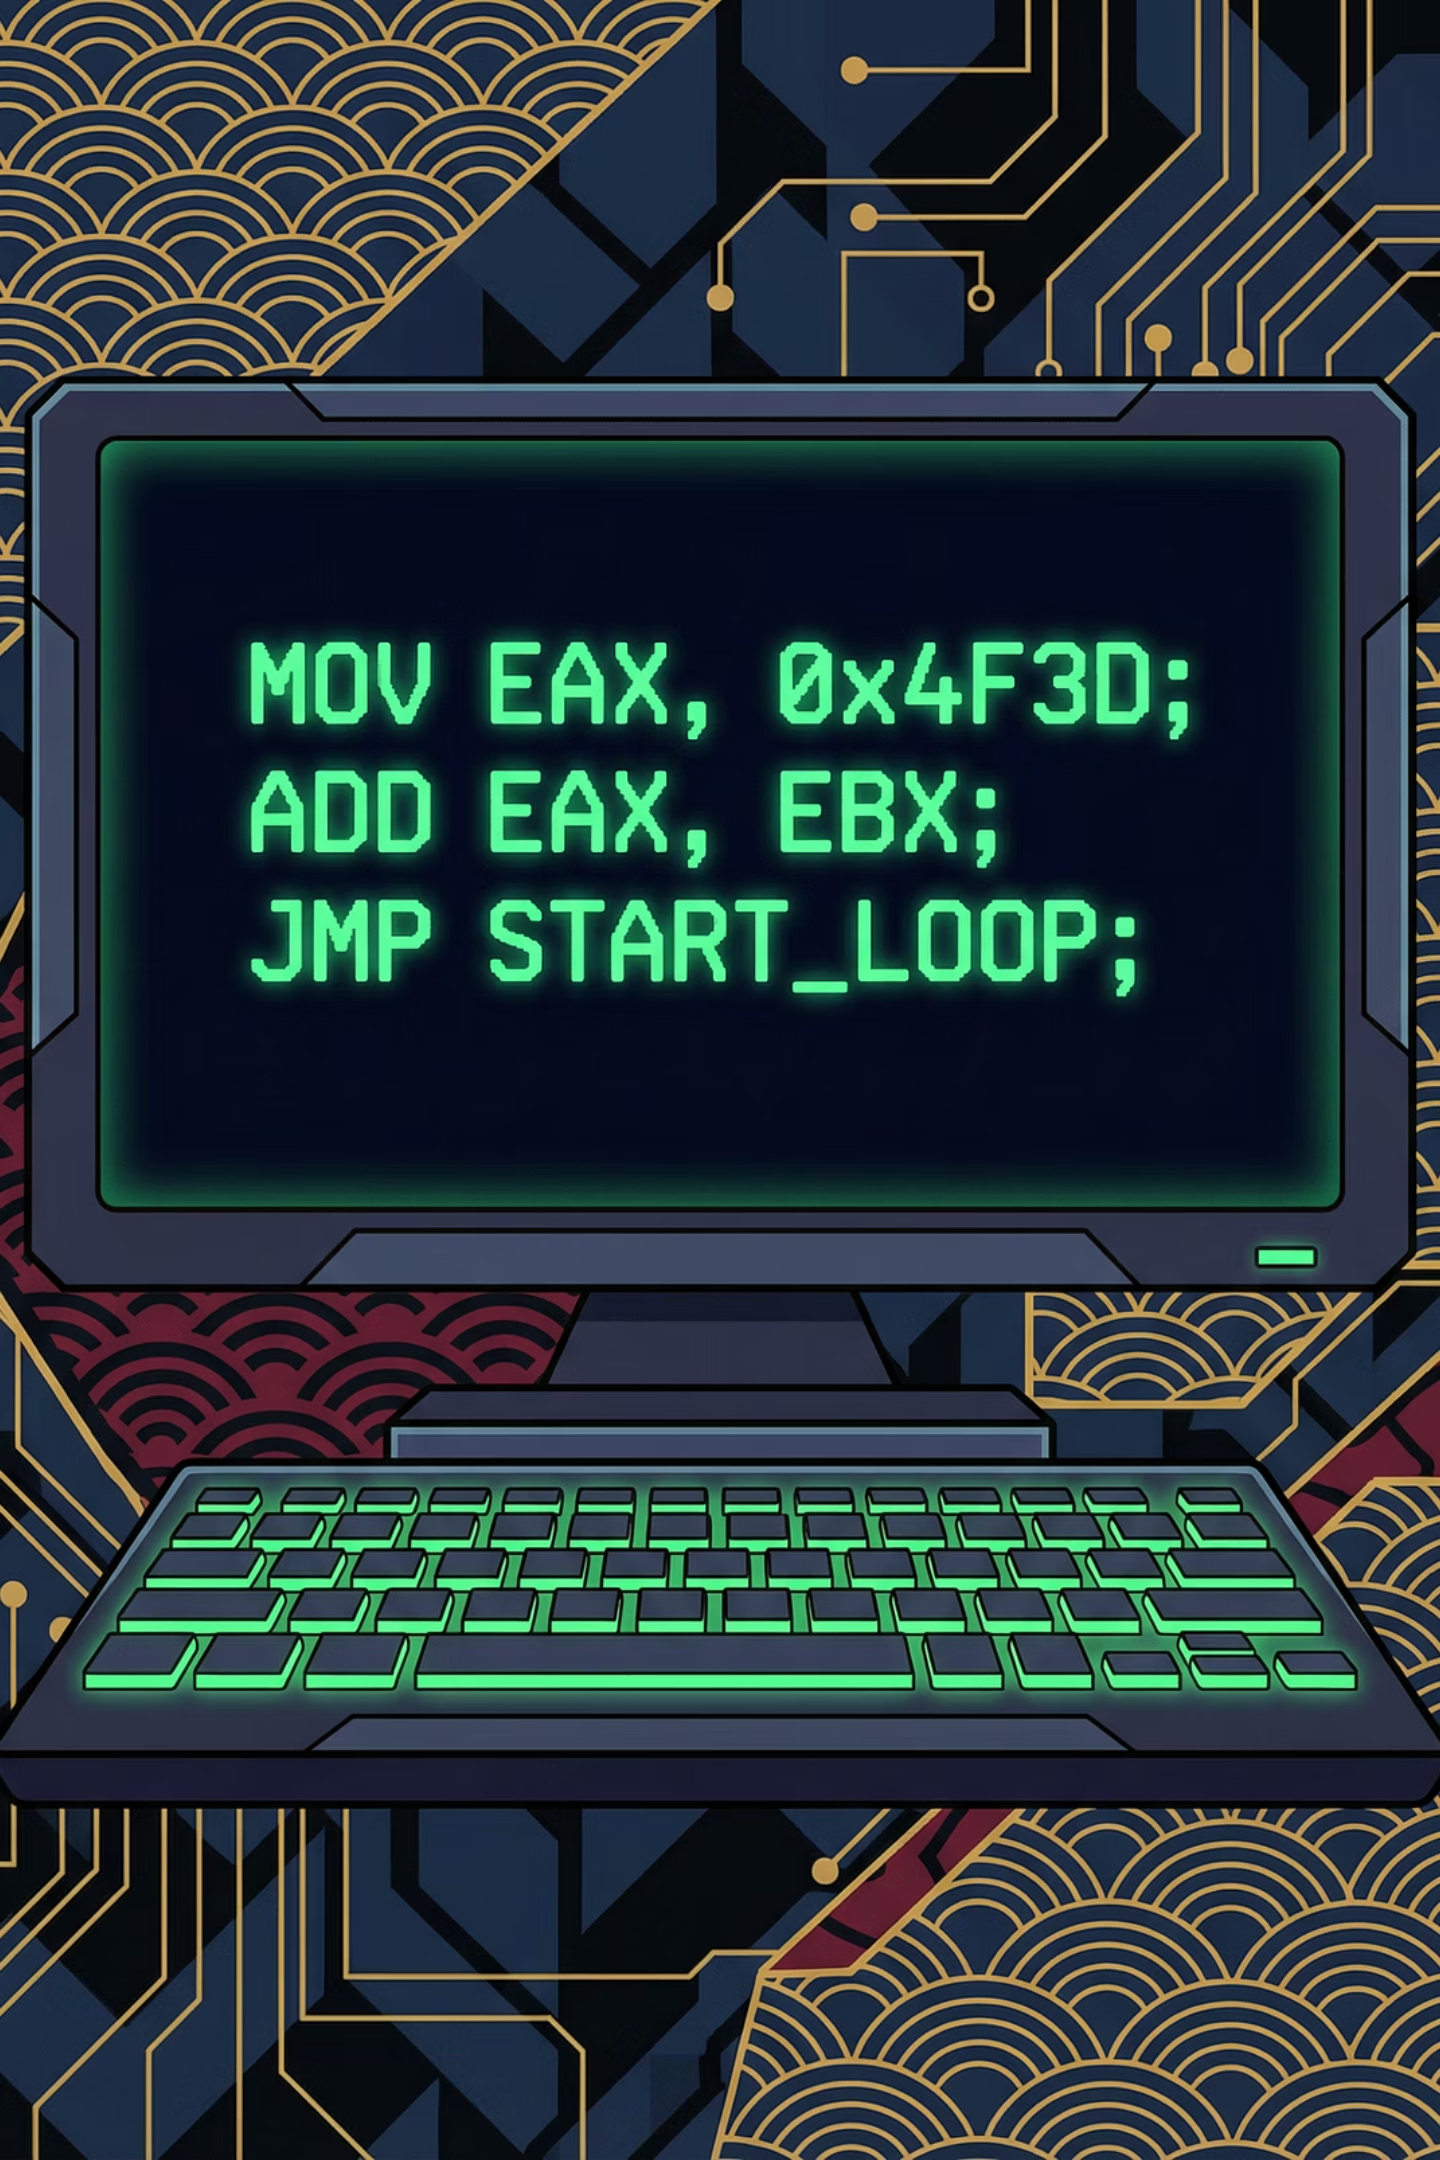 MOV EAX, 0x4F3D;
ADD EAX, EBX;
JMP START_LOOP;